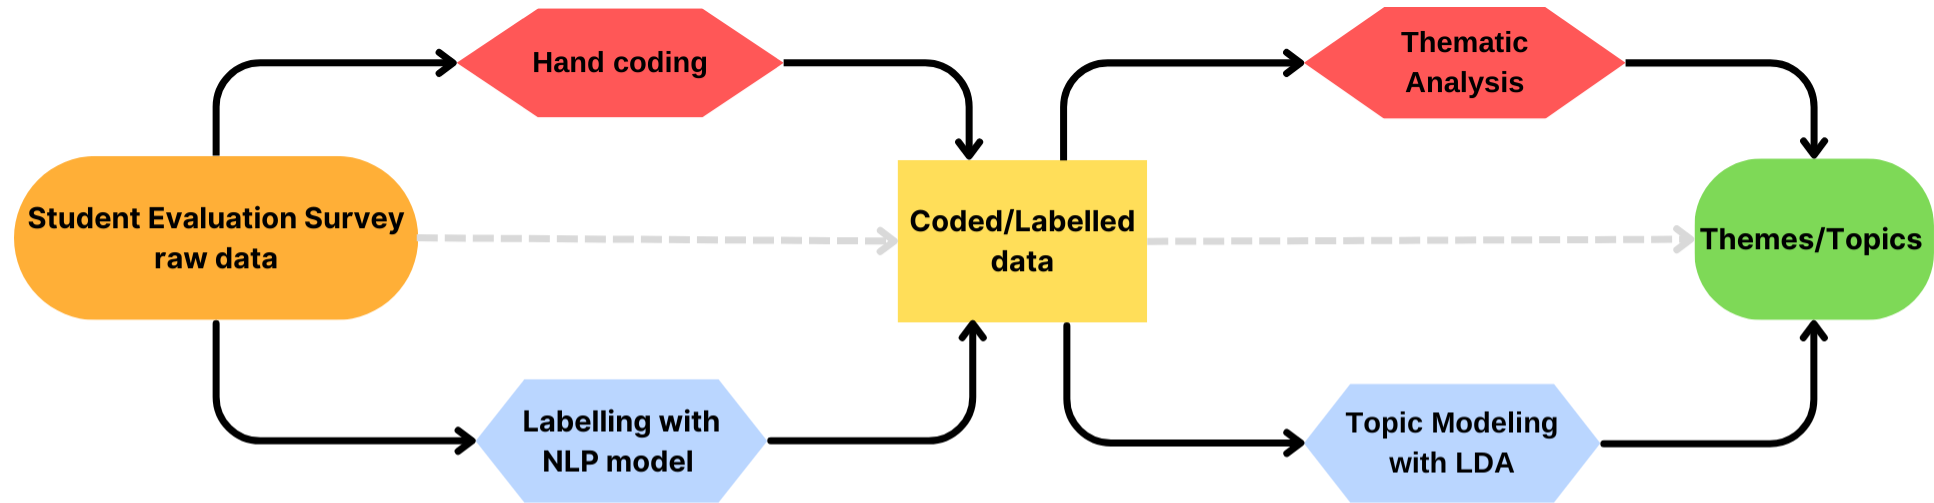 Hand coding
Thematic
Analysis
Student Evaluation Survey
raw data
Coded/Labelled
data
Themes/Topics
Labelling with
NLP model
Topic Modeling
with LDA